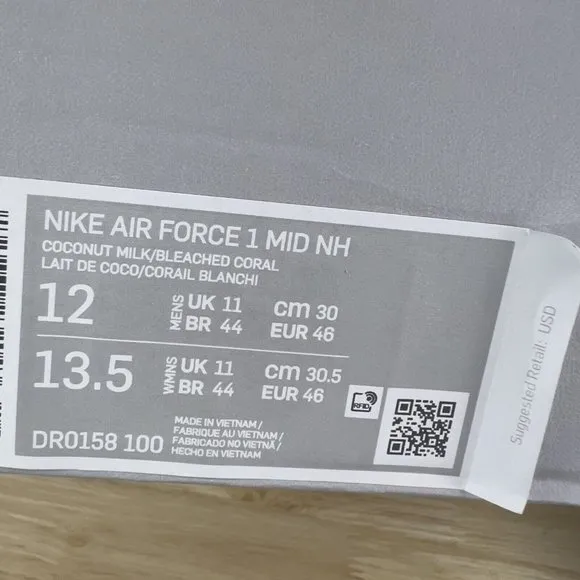 NIKE AIR FORCE 1 MID NH
COCONUT MILK/BLEACHED CORAL
LAIT DE COCO/CORAIL BLANCHI
12 MENS UK 11 cm 30
BR 44 EUR 46
13.5 WMNS UK 11 cm 30.5
BR 44 EUR 46
RFID
DR0158 100
MADE IN VIETNAM/
FABRIQUE AU VIETNAM/
FABRICADO NO VIETNÃ/
HECHO EN VIETNAM
Suggested Retail: USD